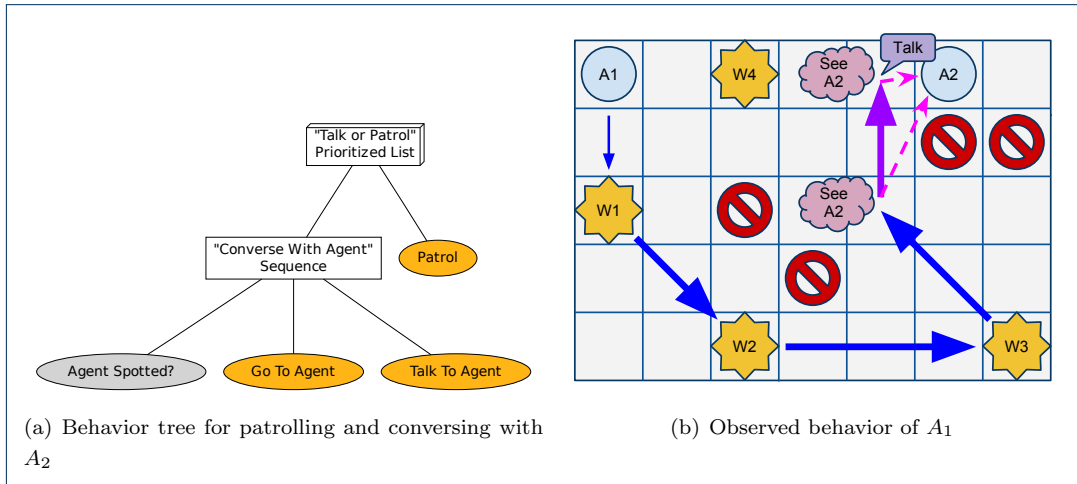 "Talk or Patrol"
Prioritized List
"Converse With Agent"
Sequence
Patrol
Agent Spotted?
Go To Agent
Talk To Agent
(a) Behavior tree for patrolling and conversing with
A2
A1
W4
See
A2
Talk
A2
W1
See
A2
W2
W3
(b) Observed behavior of A1